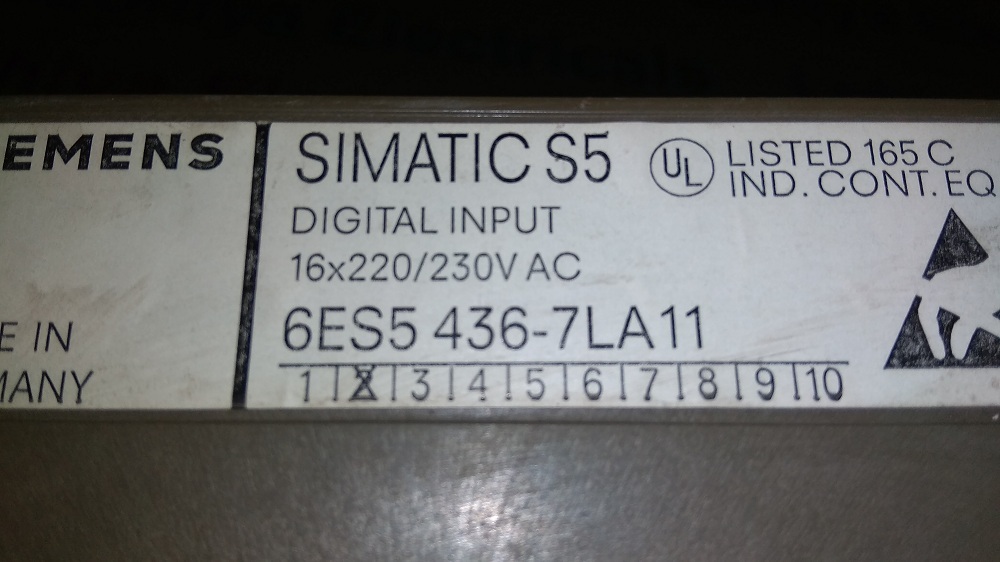 EMENS
SIMATIC S5
UL
LISTED 165 C
IND. CONT. EQ
DIGITAL INPUT
16x220/230V AC
E IN
MANY
6ES5 436-7LA11
1 2 3 4 5 6 7 8 9 10